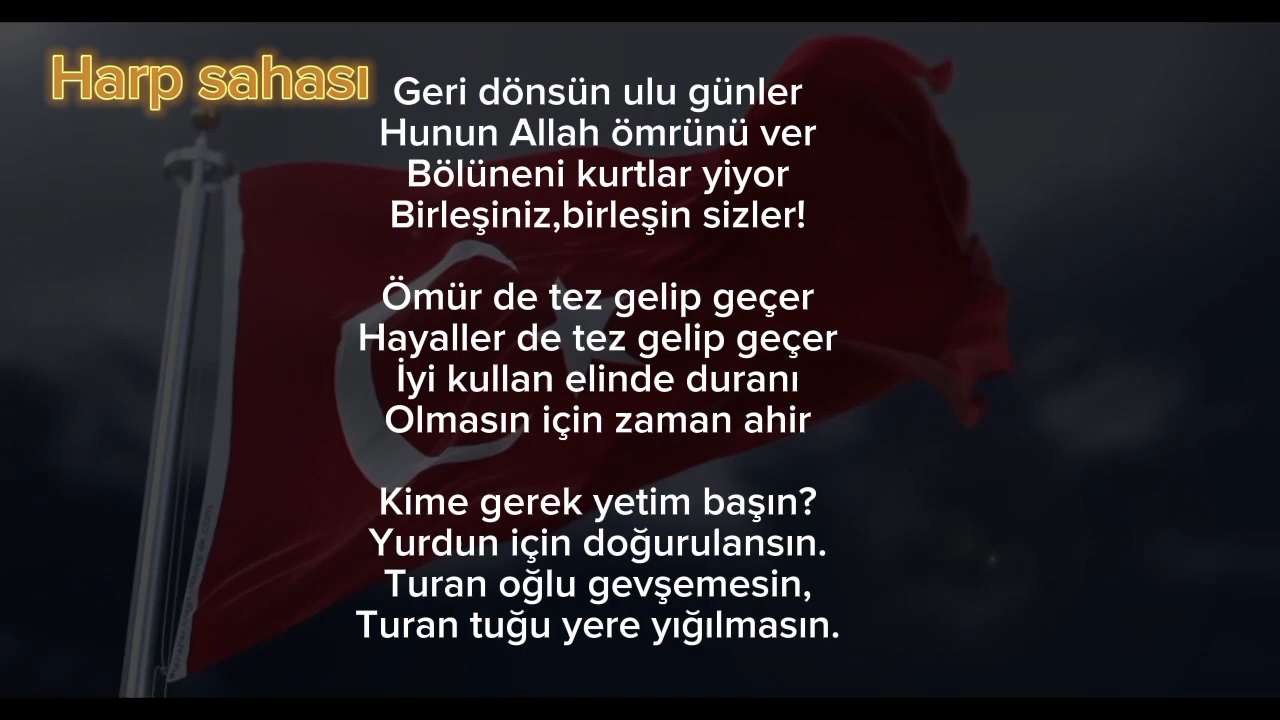 Harp sahası
Geri dönsün ulu günler
Hunun Allah ömrünü ver
Bölüneni kurtlar yiyor
Birleşiniz,birleşin sizler!
Ömür de tez gelip geçer
Hayaller de tez gelip geçer
İyi kullan elinde duranı
Olmasın için zaman ahir
Kime gerek yetim başın?
Yurdun için doğurulansın.
Turan oğlu gevşemesin,
Turan tuğu yere yığılmasın.